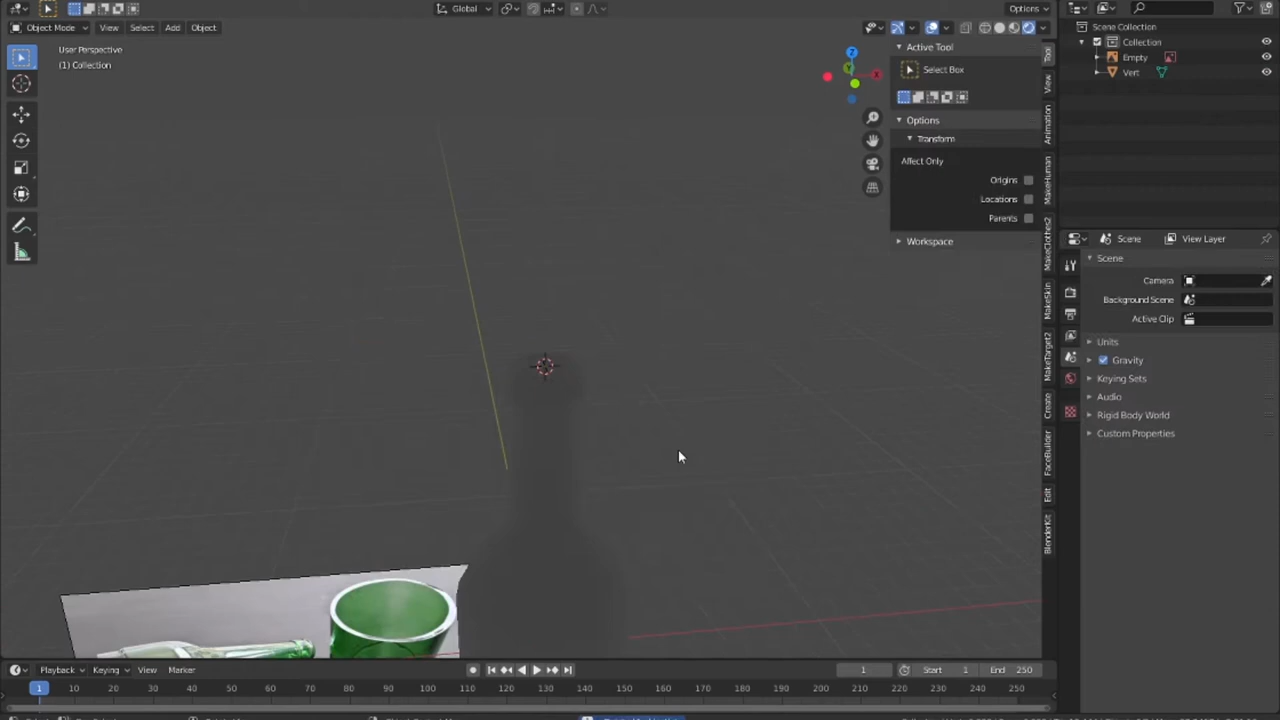 Global
Options
Object Mode
View
Select
Add
Object
User Perspective
(1) Collection
Active Tool
Select Box
Options
Transform
Affect Only
Origins
Locations
Parents
Workspace
Tool
View
Animation
MakeHuman
MakeClothes2
MakeSkin
MakeTarget2
Create
FaceBuilder
Edit
BlenderKit
Scene Collection
Collection
Empty
Vert
Scene
View Layer
Scene
Camera
Background Scene
Active Clip
Units
Gravity
Keying Sets
Audio
Rigid Body World
Custom Properties
Playback
Keying
View
Marker
1
Start 1
End 250
1 10 20 30 40 50 60 70 80 90 100 110 120 130 140 150 160 170 180 190 200 210 220 230 240 250